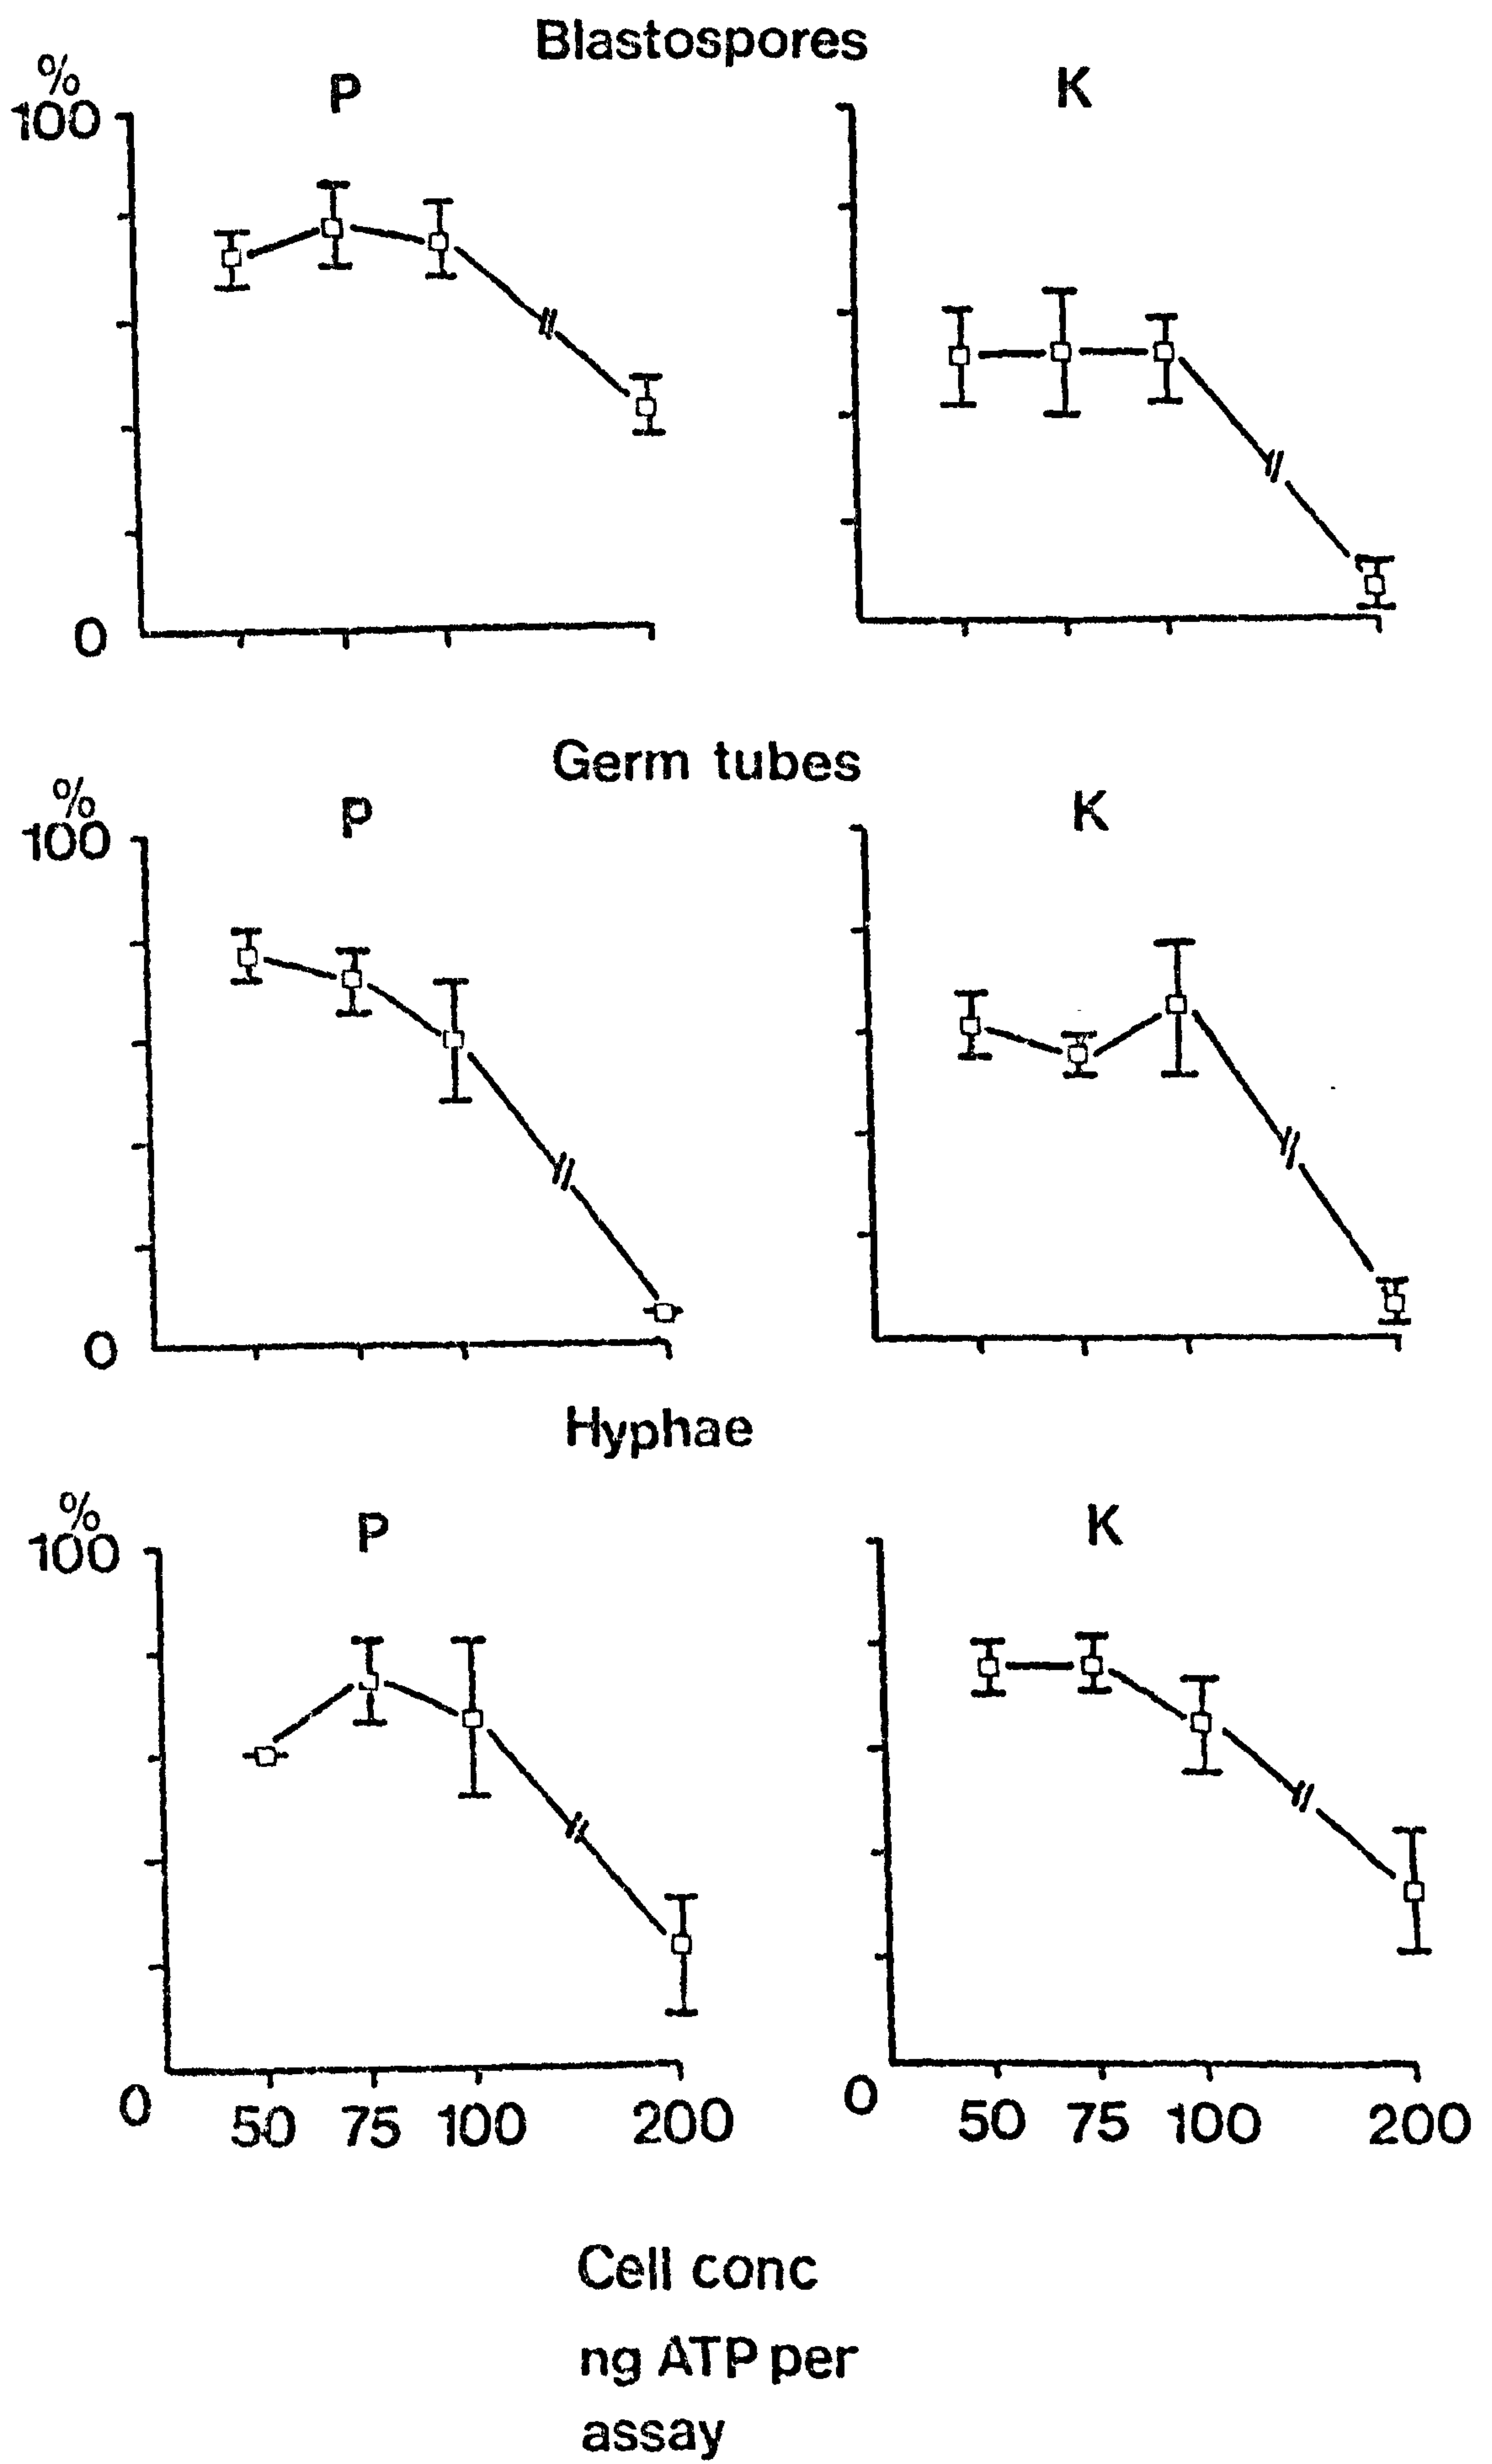 Blastospores
%
P
K
100
0
Germ tubes
%
P
K
100
0
Hyphae
%
P
K
100
0 50 75 100 200
0 50 75 100 200
Cell conc
ng ATP per
assay